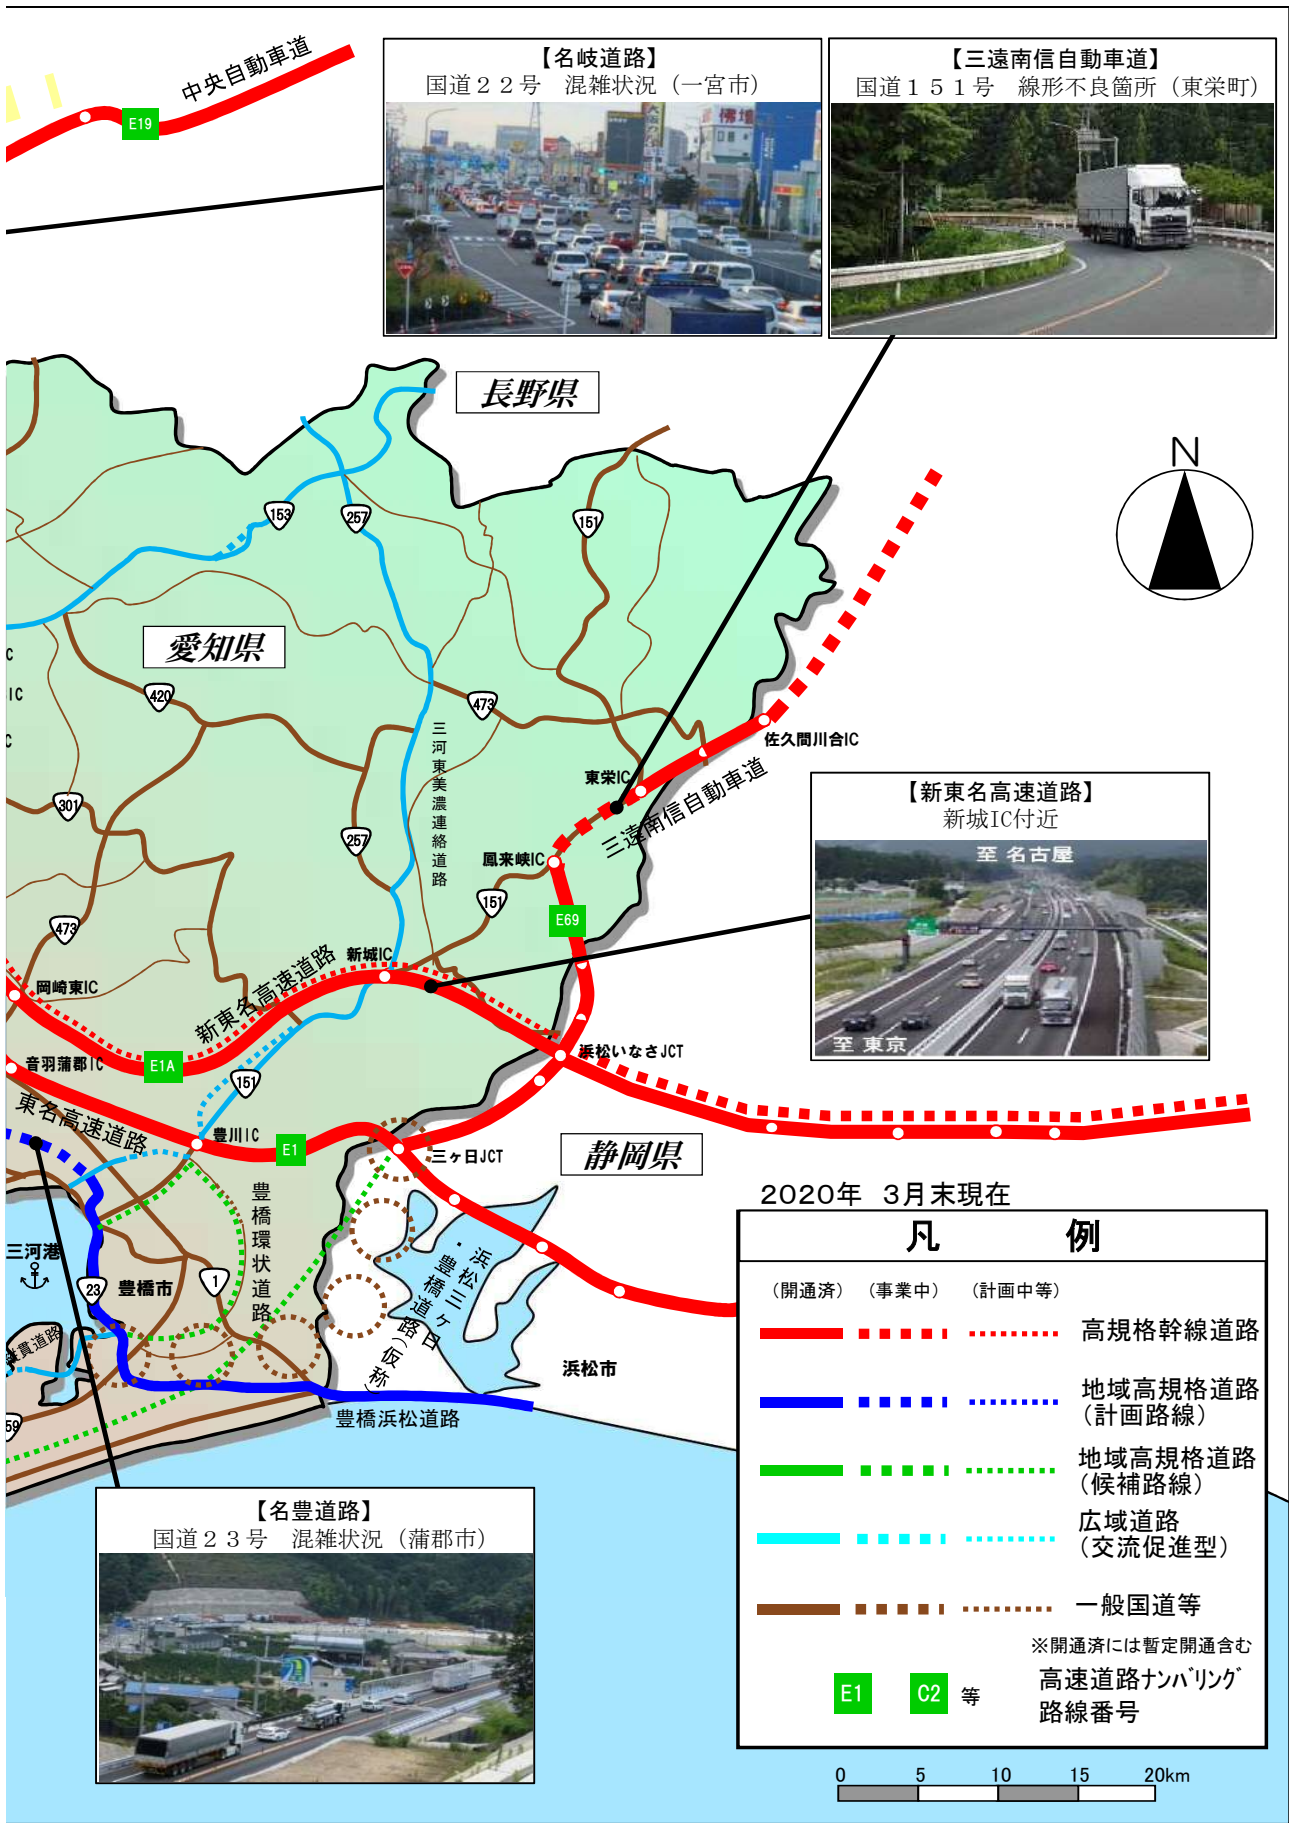 中央自動車道
E19
【名岐道路】
国道２２号　混雑状況（一宮市）
佛壇
【三遠南信自動車道】
国道１５１号　線形不良箇所（東栄町）
長野県
N
153
257
151
愛知県
C
IC
C
420
473
三河東美濃連絡道路
佐久間川合IC
東栄IC
三遠南信自動車道
301
257
鳳来峡IC
151
E69
【新東名高速道路】
新城IC付近
至 名古屋
至 東京
473
新城IC
新東名高速道路
岡崎東IC
浜松いなさJCT
音羽蒲郡IC
E1A
151
東名高速道路
豊川IC
E1
三ヶ日JCT
静岡県
豊橋環状道路
三河港
豊橋市
23
1
浜松三ヶ日
・豊橋道路（仮称）
浜松市
貫道路
59
豊橋浜松道路
2020年　3月末現在
凡　例
（開通済）（事業中）（計画中等）
高規格幹線道路
地域高規格道路
（計画路線）
地域高規格道路
（候補路線）
広域道路
（交流促進型）
一般国道等
※開通済には暫定開通含む
E1 C2 等
高速道路ﾅﾝﾊﾞﾘﾝｸﾞ
路線番号
【名豊道路】
国道２３号　混雑状況（蒲郡市）
0 5 10 15 20km